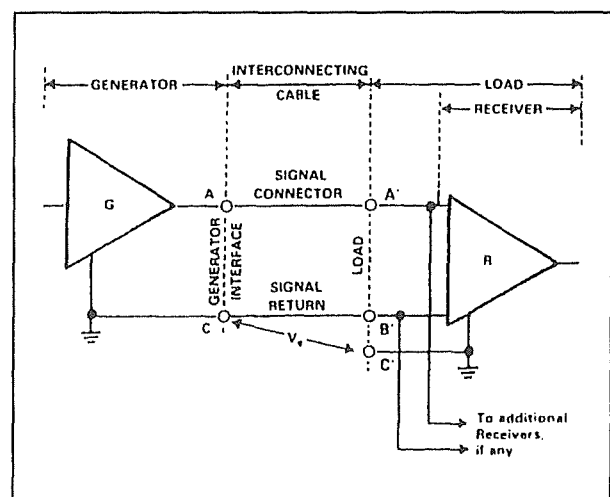 GENERATOR
INTERCONNECTING
CABLE
LOAD
RECEIVER
A
SIGNAL
CONNECTOR
A'
G
GENERATOR
INTERFACE
LOAD
R
SIGNAL
RETURN
C
B'
C'
To additional
Receivers,
if any